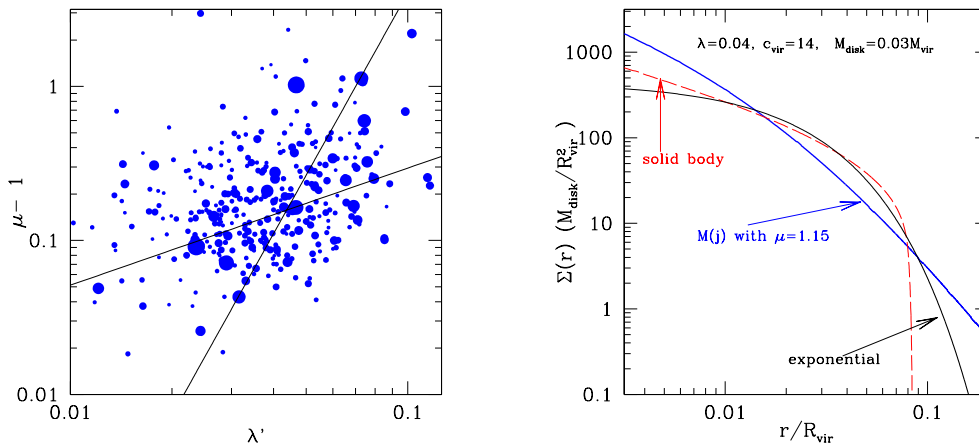 1
0.1
0.01
μ− 1
0.01
0.1
λ'
1000
100
10
1
0.1
Σ(r) (M_disk/R²_vir)
λ=0.04, c_vir=14, M_disk=0.03M_vir
solid body
M(j) with μ=1.15
exponential
0.01
0.1
r/R_vir